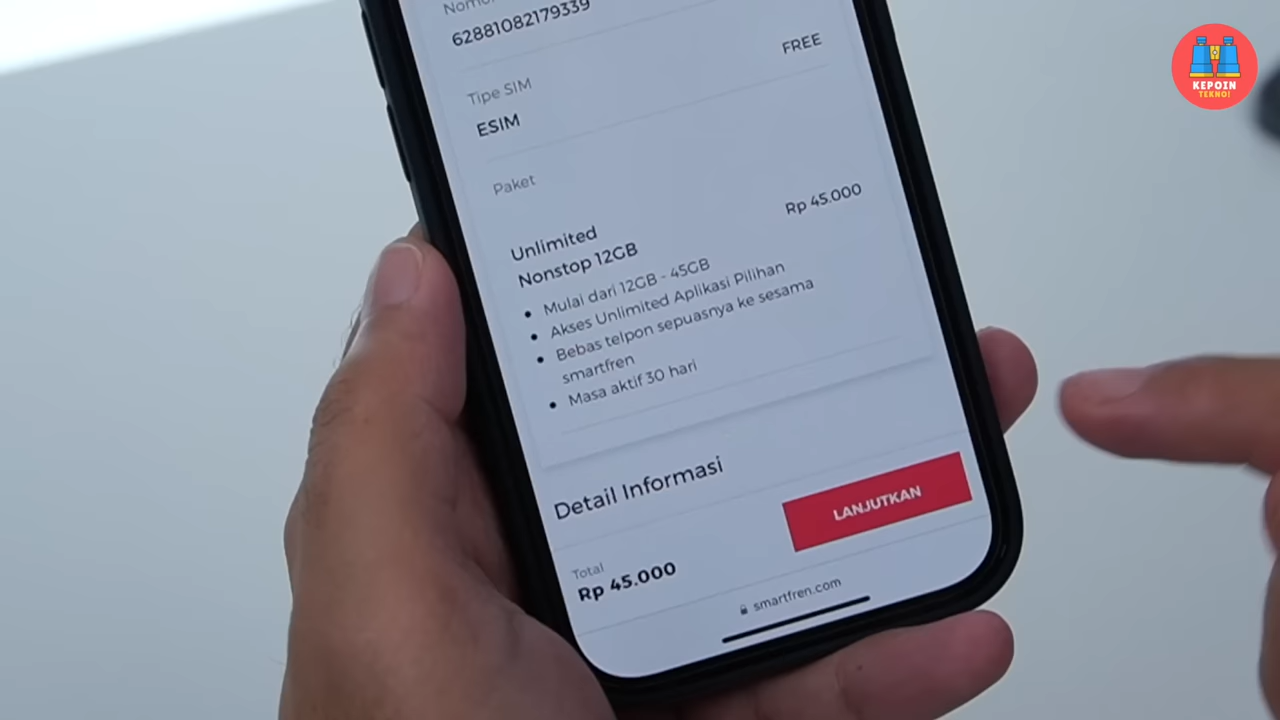 Nomor
62881082179339
Tipe SIM
FREE
ESIM
Paket
Rp 45.000
Unlimited
Nonstop 12GB
Mulai dari 12GB - 45GB
Akses Unlimited Aplikasi Pilihan
Bebas telpon sepuasnya ke sesama
smartfren
Masa aktif 30 hari
Detail Informasi
LANJUTKAN
Total
Rp 45.000
smartfren.com
KEPOIN
TEKNO!